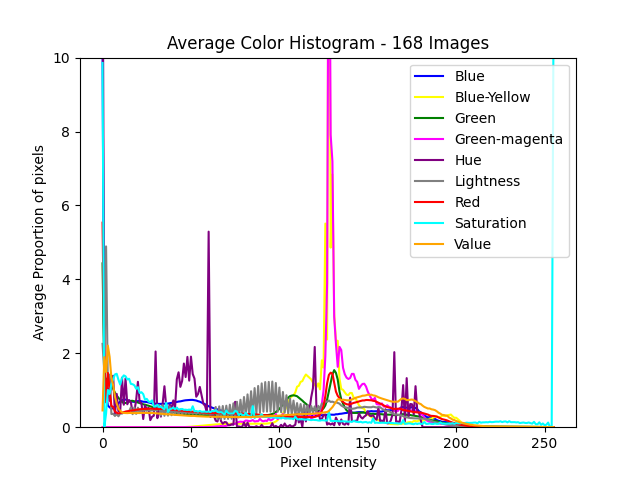 Average Color Histogram - 168 Images
Average Proportion of pixels
10
8
6
4
2
0
0 50 100 150 200 250
Pixel Intensity
Blue
Blue-Yellow
Green
Green-magenta
Hue
Lightness
Red
Saturation
Value